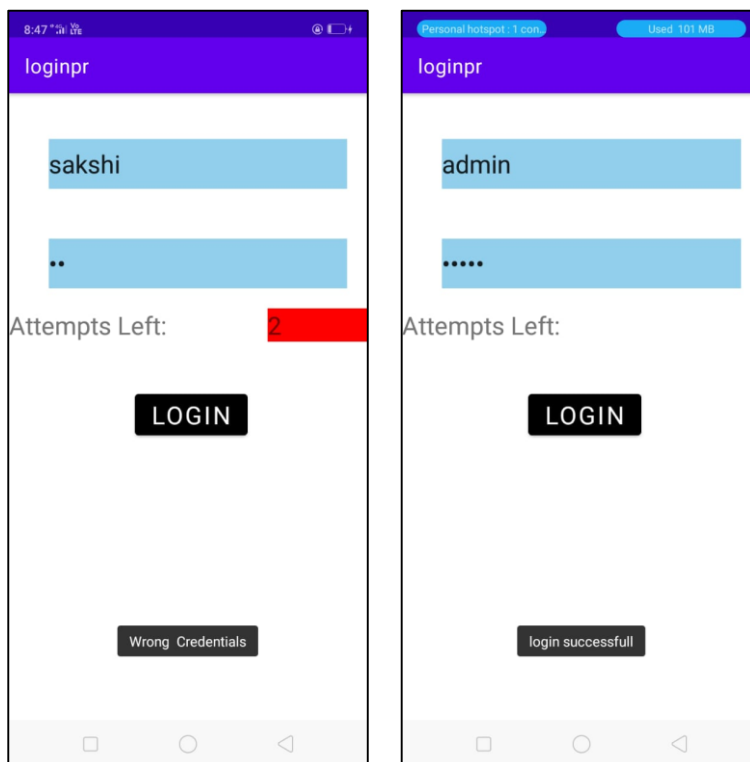 8:47
loginpr
sakshi
••
Attempts Left: 2
LOGIN
Wrong Credentials
Personal hotspot : 1 con.. Used 101 MB
loginpr
admin
•••••
Attempts Left:
LOGIN
login successfull